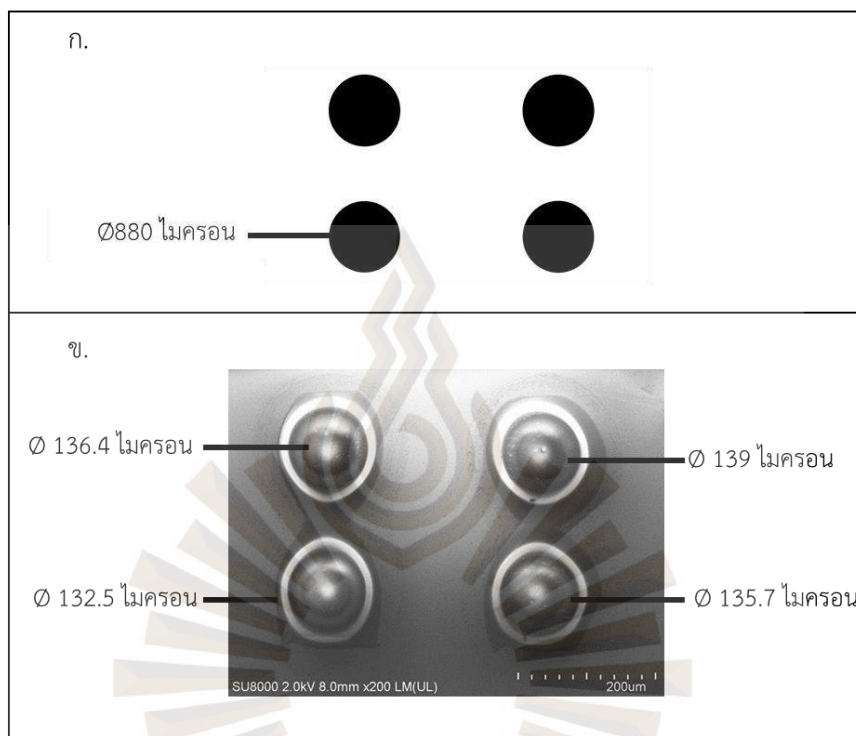 ก.
Ø880 ไมครอน
ข.
Ø 136.4 ไมครอน
Ø 139 ไมครอน
Ø 132.5 ไมครอน
Ø 135.7 ไมครอน
SU8000 2.0kV 8.0mm x200 LM(UL)
200um